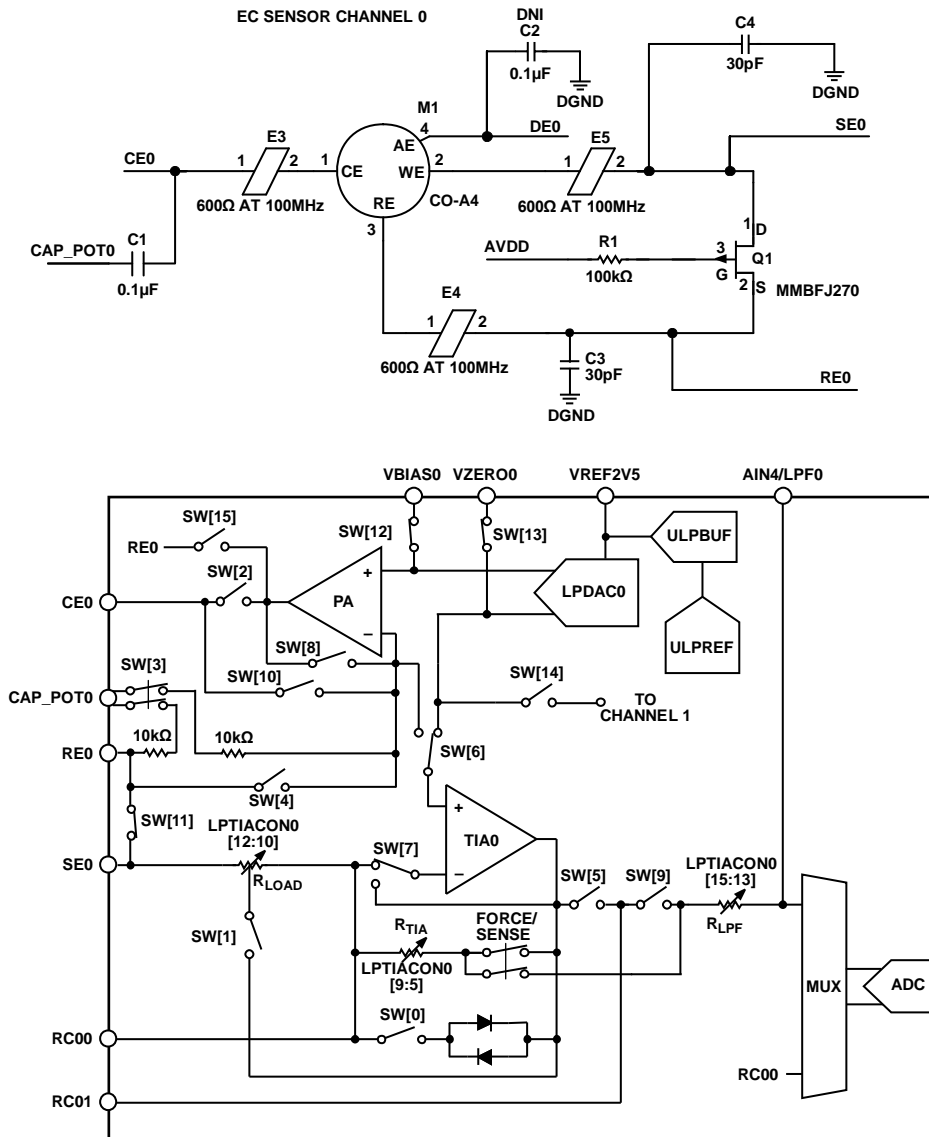 EC SENSOR CHANNEL 0
DNI
C2
0.1µF
DGND
C4
30pF
DGND
M1
4
AE
DE0
SE0
CE0
E3
1
2
600Ω AT 100MHz
1
CE
WE
2
RE
3
CO-A4
E5
1
2
600Ω AT 100MHz
CAP_POT0
C1
0.1µF
AVDD
R1
100kΩ
1
D
3
G
Q1
2
S
MMBFJ270
E4
1
2
600Ω AT 100MHz
C3
30pF
DGND
RE0
VBIAS0
VZERO0
VREF2V5
AIN4/LPF0
SW[15]
RE0
SW[12]
SW[13]
ULPBUF
SW[2]
CE0
+
PA
−
LPDAC0
ULPREF
SW[8]
SW[10]
SW[3]
CAP_POT0
SW[14]
TO
CHANNEL 1
10kΩ
10kΩ
RE0
SW[6]
SW[4]
SW[11]
LPTIACON0
[12:10]
+
TIA0
−
SE0
RLOAD
SW[7]
SW[5]
SW[9]
LPTIACON0
[15:13]
RLPF
SW[1]
RTIA
FORCE/
SENSE
LPTIACON0
[9:5]
MUX
ADC
SW[0]
RC00
RC00
RC01